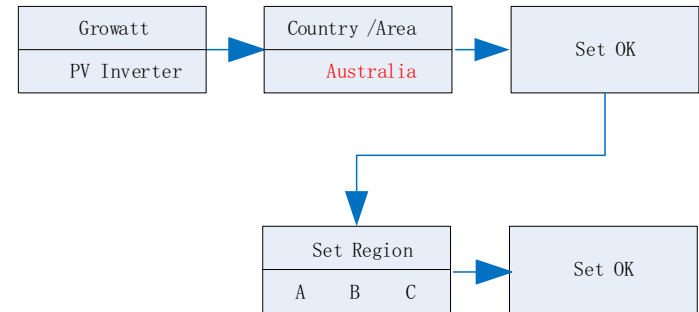 Growatt
PV Inverter
Country /Area
Australia
Set OK
Set Region
A B C
Set OK